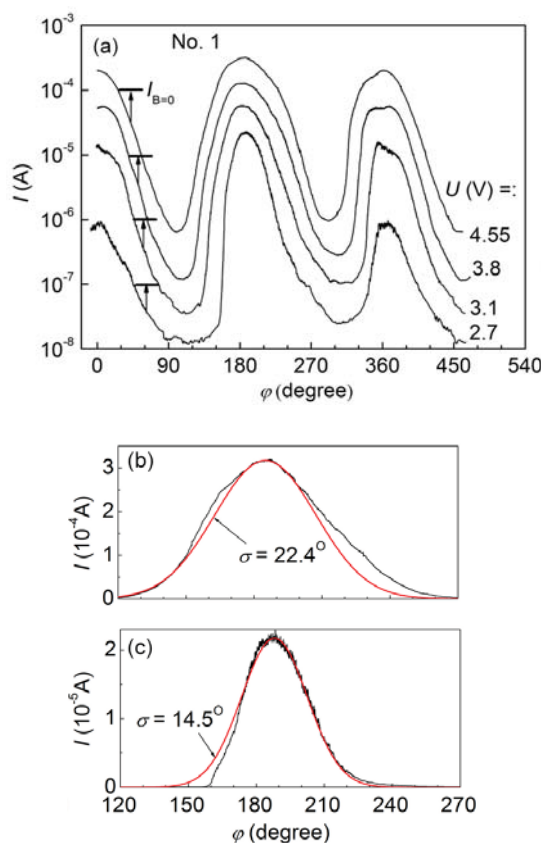 (a)
No. 1
I_B=0
U (V) =:
4.55
3.8
3.1
2.7
10⁻³
10⁻⁴
10⁻⁵
10⁻⁶
10⁻⁷
10⁻⁸
I (A)
0 90 180 270 360 450 540
φ (degree)
(b)
3
2
1
0
I (10⁻⁴A)
σ = 22.4°
(c)
2
1
0
I (10⁻⁵A)
σ = 14.5°
120 150 180 210 240 270
φ (degree)